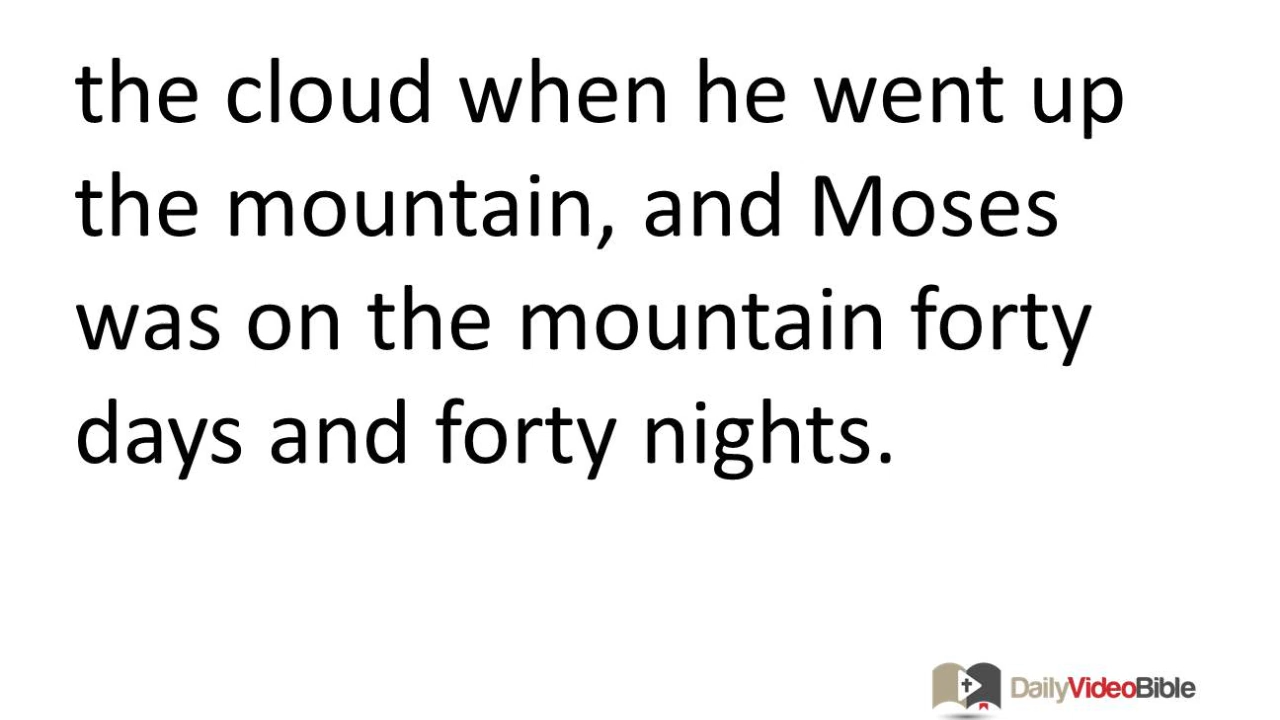 the cloud when he went up
the mountain, and Moses
was on the mountain forty
days and forty nights.
DailyVideoBible